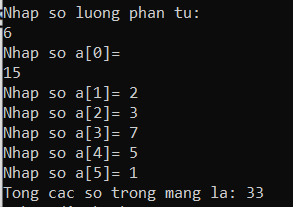 Nhap so luong phan tu:
6
Nhap so a[0]=
15
Nhap so a[1]= 2
Nhap so a[2]= 3
Nhap so a[3]= 7
Nhap so a[4]= 5
Nhap so a[5]= 1
Tong cac so trong mang la: 33